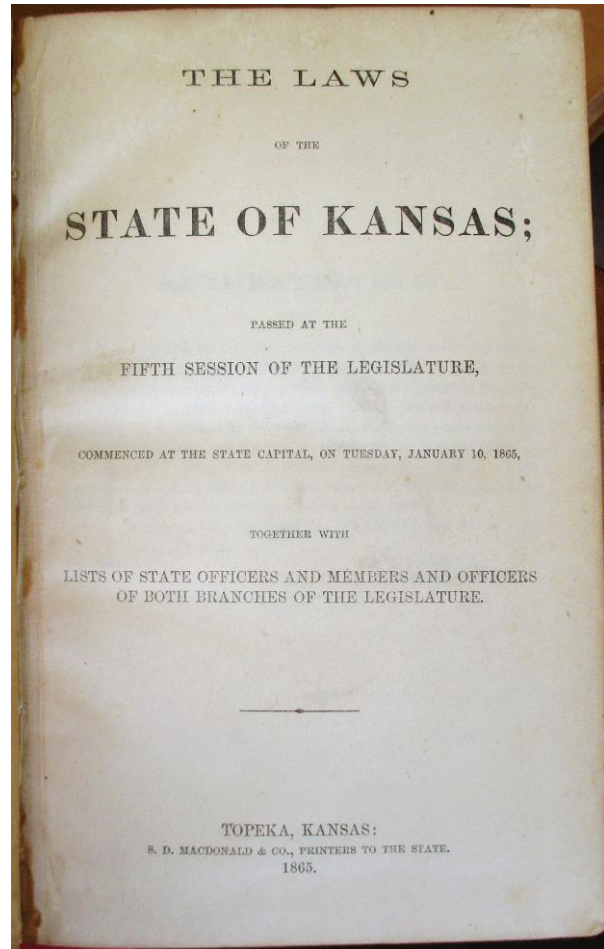 THE LAWS
OF THE
STATE OF KANSAS;
PASSED AT THE
FIFTH SESSION OF THE LEGISLATURE,
COMMENCED AT THE STATE CAPITAL, ON TUESDAY, JANUARY 10, 1865,
TOGETHER WITH
LISTS OF STATE OFFICERS AND MEMBERS AND OFFICERS
OF BOTH BRANCHES OF THE LEGISLATURE.
TOPEKA, KANSAS:
S. D. MACDONALD & CO., PRINTERS TO THE STATE.
1865.